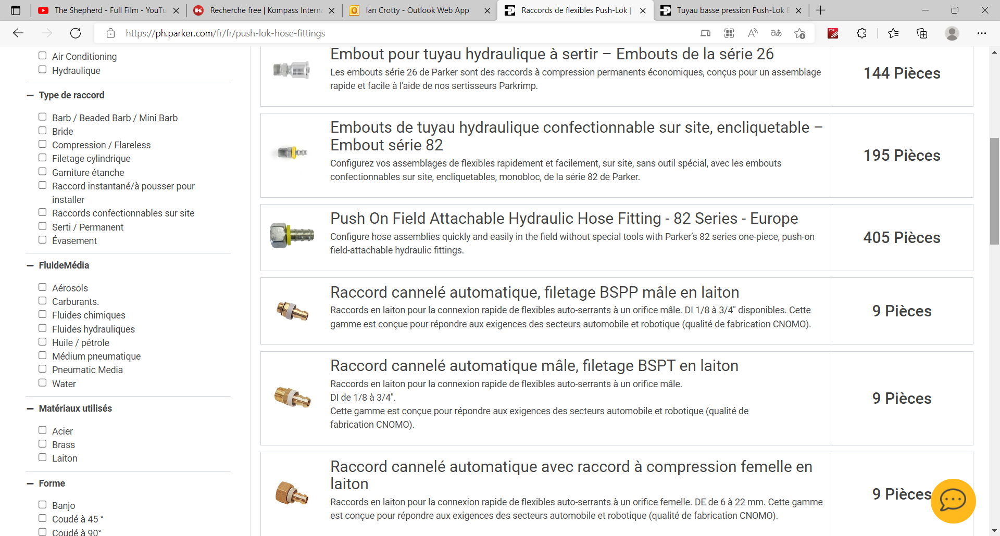 The Shepherd - Full Film - YouTu
Recherche free | Kompass Interna
Ian Crotty - Outlook Web App
Raccords de flexibles Push-Lok |
Tuyau basse pression Push-Lok 8
https://ph.parker.com/fr/fr/push-lok-hose-fittings
Air Conditioning
Hydraulique
Type de raccord
Barb / Beaded Barb / Mini Barb
Bride
Compression / Flareless
Filetage cylindrique
Garniture étanche
Raccord instantané/à pousser pour
installer
Raccords confectionnables sur site
Serti / Permanent
Évasement
FluideMédia
Aérosols
Carburants.
Fluides chimiques
Fluides hydrauliques
Huile / pétrole
Médium pneumatique
Pneumatic Media
Water
Matériaux utilisés
Acier
Brass
Laiton
Forme
Banjo
Coudé à 45 °
Coudé à 90°
Embout pour tuyau hydraulique à sertir – Embouts de la série 26
Les embouts série 26 de Parker sont des raccords à compression permanents économiques, conçus pour un assemblage
rapide et facile à l'aide de nos sertisseurs Parkrimp.
144 Pièces
Embouts de tuyau hydraulique confectionnable sur site, encliquetable –
Embout série 82
Configurez vos assemblages de flexibles rapidement et facilement, sur site, sans outil spécial, avec les embouts
confectionnables sur site, encliquetables, monobloc, de la série 82 de Parker.
195 Pièces
Push On Field Attachable Hydraulic Hose Fitting - 82 Series - Europe
Configure hose assemblies quickly and easily in the field without special tools with Parker’s 82 series one-piece, push-on
field-attachable hydraulic fittings.
405 Pièces
Raccord cannelé automatique, filetage BSPP mâle en laiton
Raccords en laiton pour la connexion rapide de flexibles auto-serrants à un orifice mâle. DI 1/8 à 3/4" disponibles. Cette
gamme est conçue pour répondre aux exigences des secteurs automobile et robotique (qualité de fabrication CNOMO).
9 Pièces
Raccord cannelé automatique mâle, filetage BSPT en laiton
Raccords en laiton pour la connexion rapide de flexibles auto-serrants à un orifice mâle.
DI de 1/8 à 3/4".
Cette gamme est conçue pour répondre aux exigences des secteurs automobile et robotique (qualité de
fabrication CNOMO).
9 Pièces
Raccord cannelé automatique avec raccord à compression femelle en
laiton
Raccords en laiton pour la connexion rapide de flexibles auto-serrants à un orifice femelle. DE de 6 à 22 mm. Cette gamme
est conçue pour répondre aux exigences des secteurs automobile et robotique (qualité de fabrication CNOMO).
9 Pièces